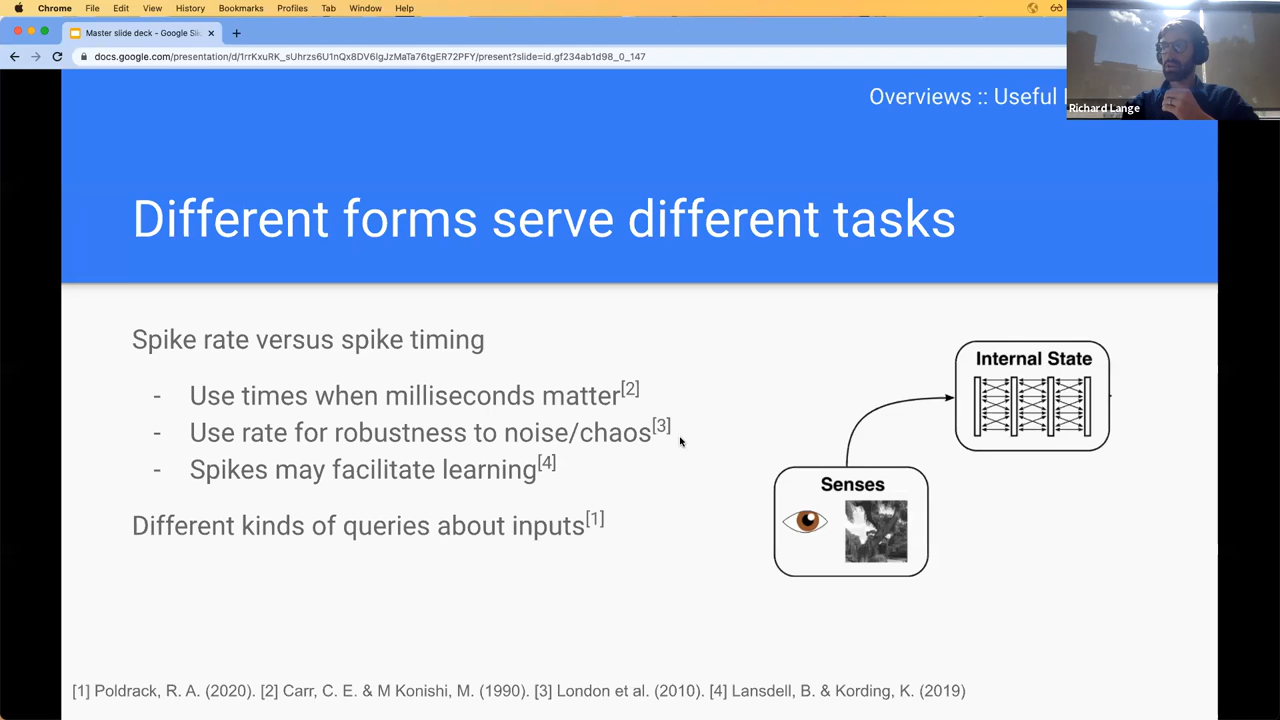 Chrome File Edit View History Bookmarks Profiles Tab Window Help
Master slide deck - Google Sli
docs.google.com/presentation/d/1rrKxuRK_sUhrzs6U1nQx8DV6IgJzMaTa76tgER72PFY/present?slide=id.gf234ab1d98_0_147
Overviews :: Useful
Richard Lange
Different forms serve different tasks
Spike rate versus spike timing
- Use times when milliseconds matter[2]
- Use rate for robustness to noise/chaos[3]
- Spikes may facilitate learning[4]
Different kinds of queries about inputs[1]
Internal State
Senses
[1] Poldrack, R. A. (2020). [2] Carr, C. E. & M Konishi, M. (1990). [3] London et al. (2010). [4] Lansdell, B. & Kording, K. (2019)